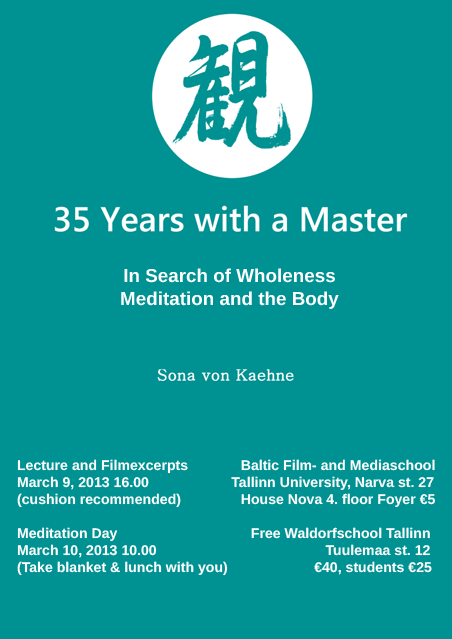 観
35 Years with a Master
In Search of Wholeness
Meditation and the Body
Sona von Kaehne
Lecture and Filmexcerpts
March 9, 2013 16.00
(cushion recommended)
Baltic Film- and Mediaschool
Tallinn University, Narva st. 27
House Nova 4. floor Foyer €5
Meditation Day
March 10, 2013 10.00
(Take blanket & lunch with you)
Free Waldorfschool Tallinn
Tuulemaa st. 12
€40, students €25